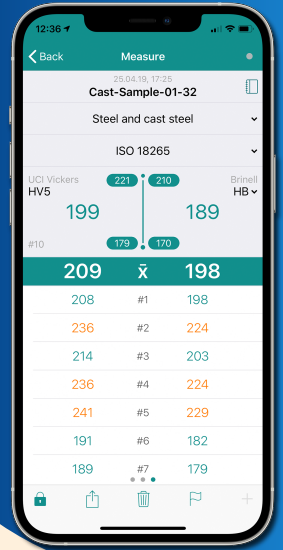 12:36
Back Measure
25.04.19, 17:25
Cast-Sample-01-32
Steel and cast steel
ISO 18265
UCI Vickers 221 210 Brinell
HV5 HB
199 189
#10 179 170
209 x̄ 198
208 #1 198
236 #2 224
214 #3 203
236 #4 224
241 #5 229
191 #6 182
189 #7 179